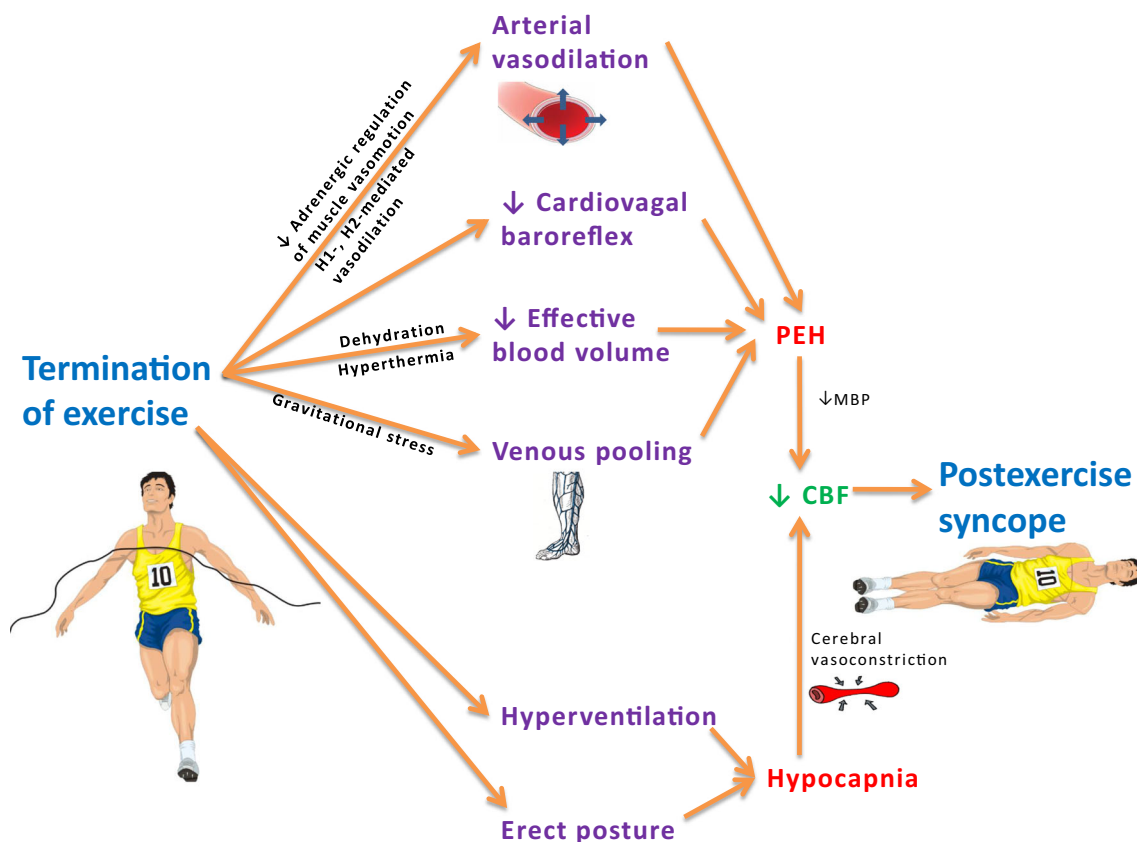 Arterial
vasodilation
↓ Adrenergic regulation
of muscle vasomotion
H1-, H2-mediated
vasodilation
↓ Cardiovagal
baroreflex
Dehydration
Hyperthermia
↓ Effective
blood volume
PEH
Termination
of exercise
Gravitational stress
Venous pooling
↓MBP
↓ CBF
Postexercise
syncope
10
10
Cerebral
vasoconstriction
Hyperventilation
Hypocapnia
Erect posture